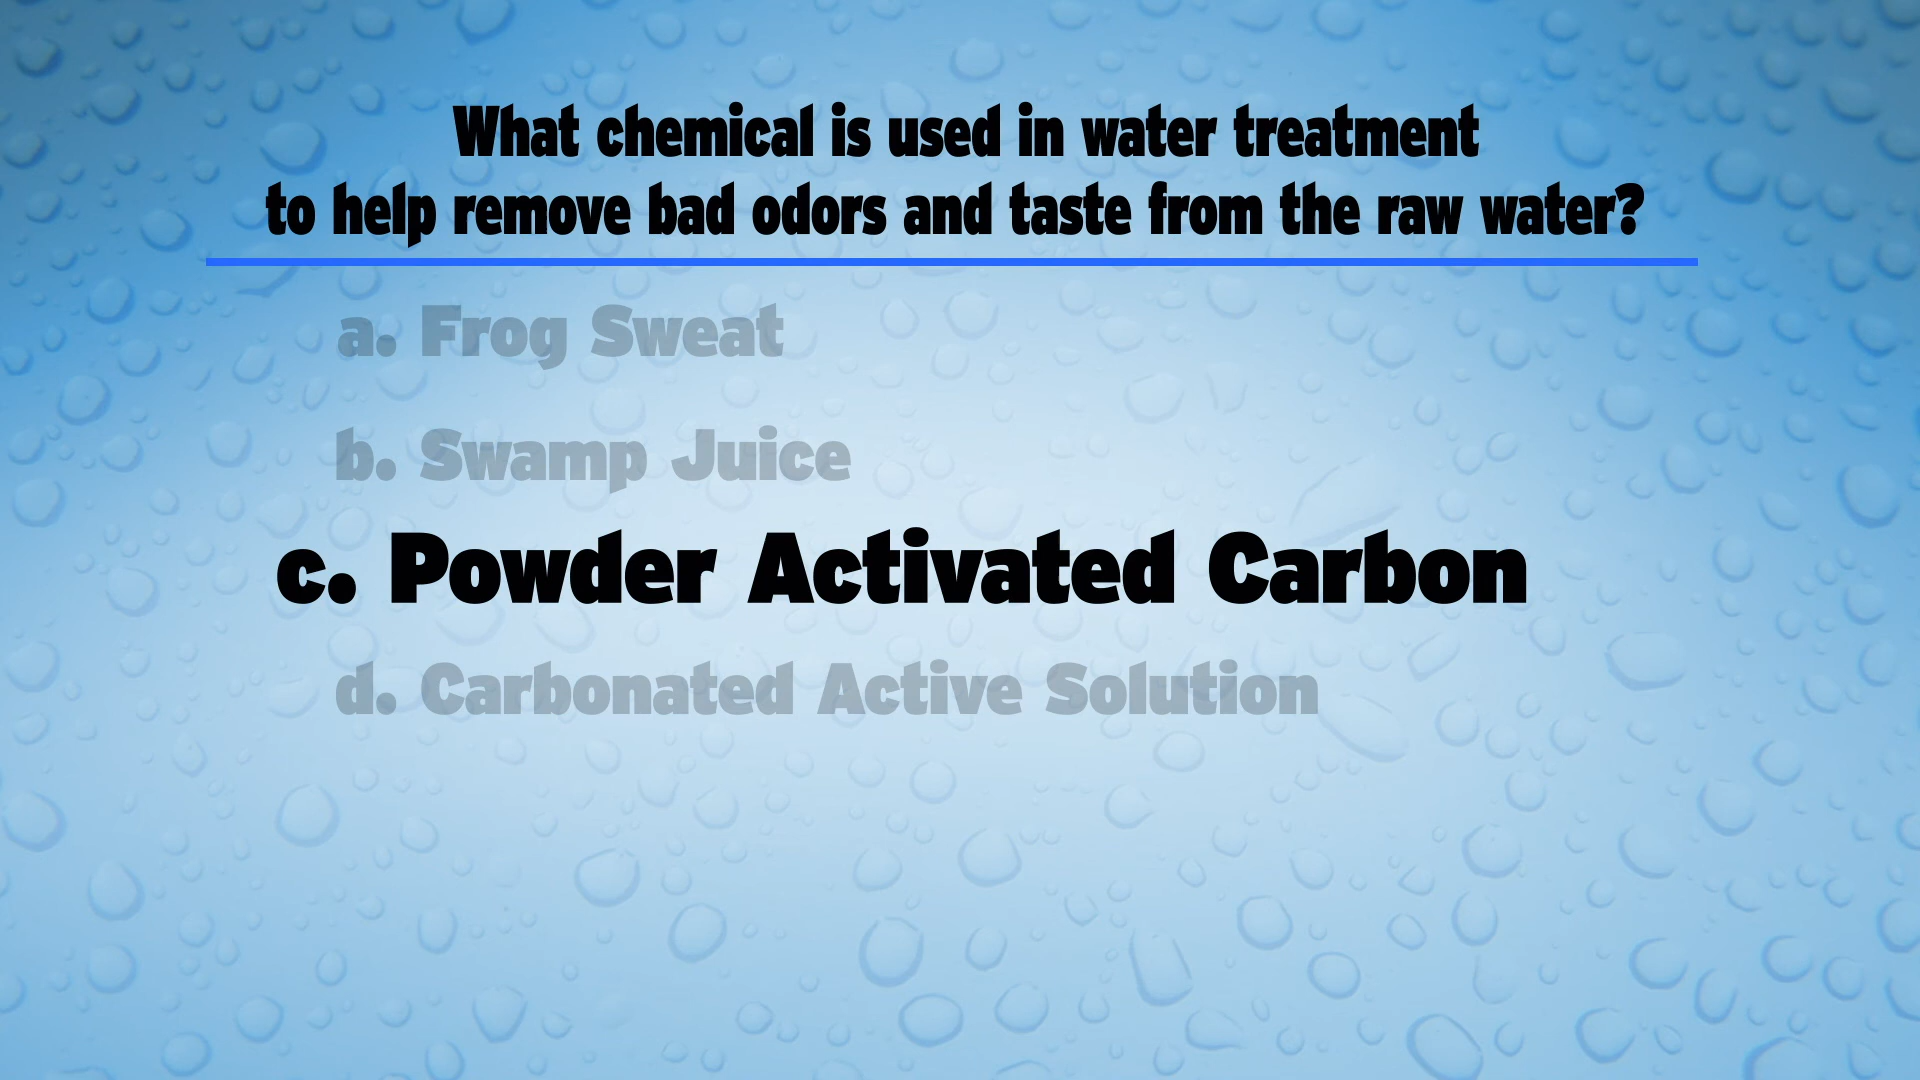 What chemical is used in water treatment
to help remove bad odors and taste from the raw water?
a. Frog Sweat
b. Swamp Juice
c. Powder Activated Carbon
d. Carbonated Active Solution